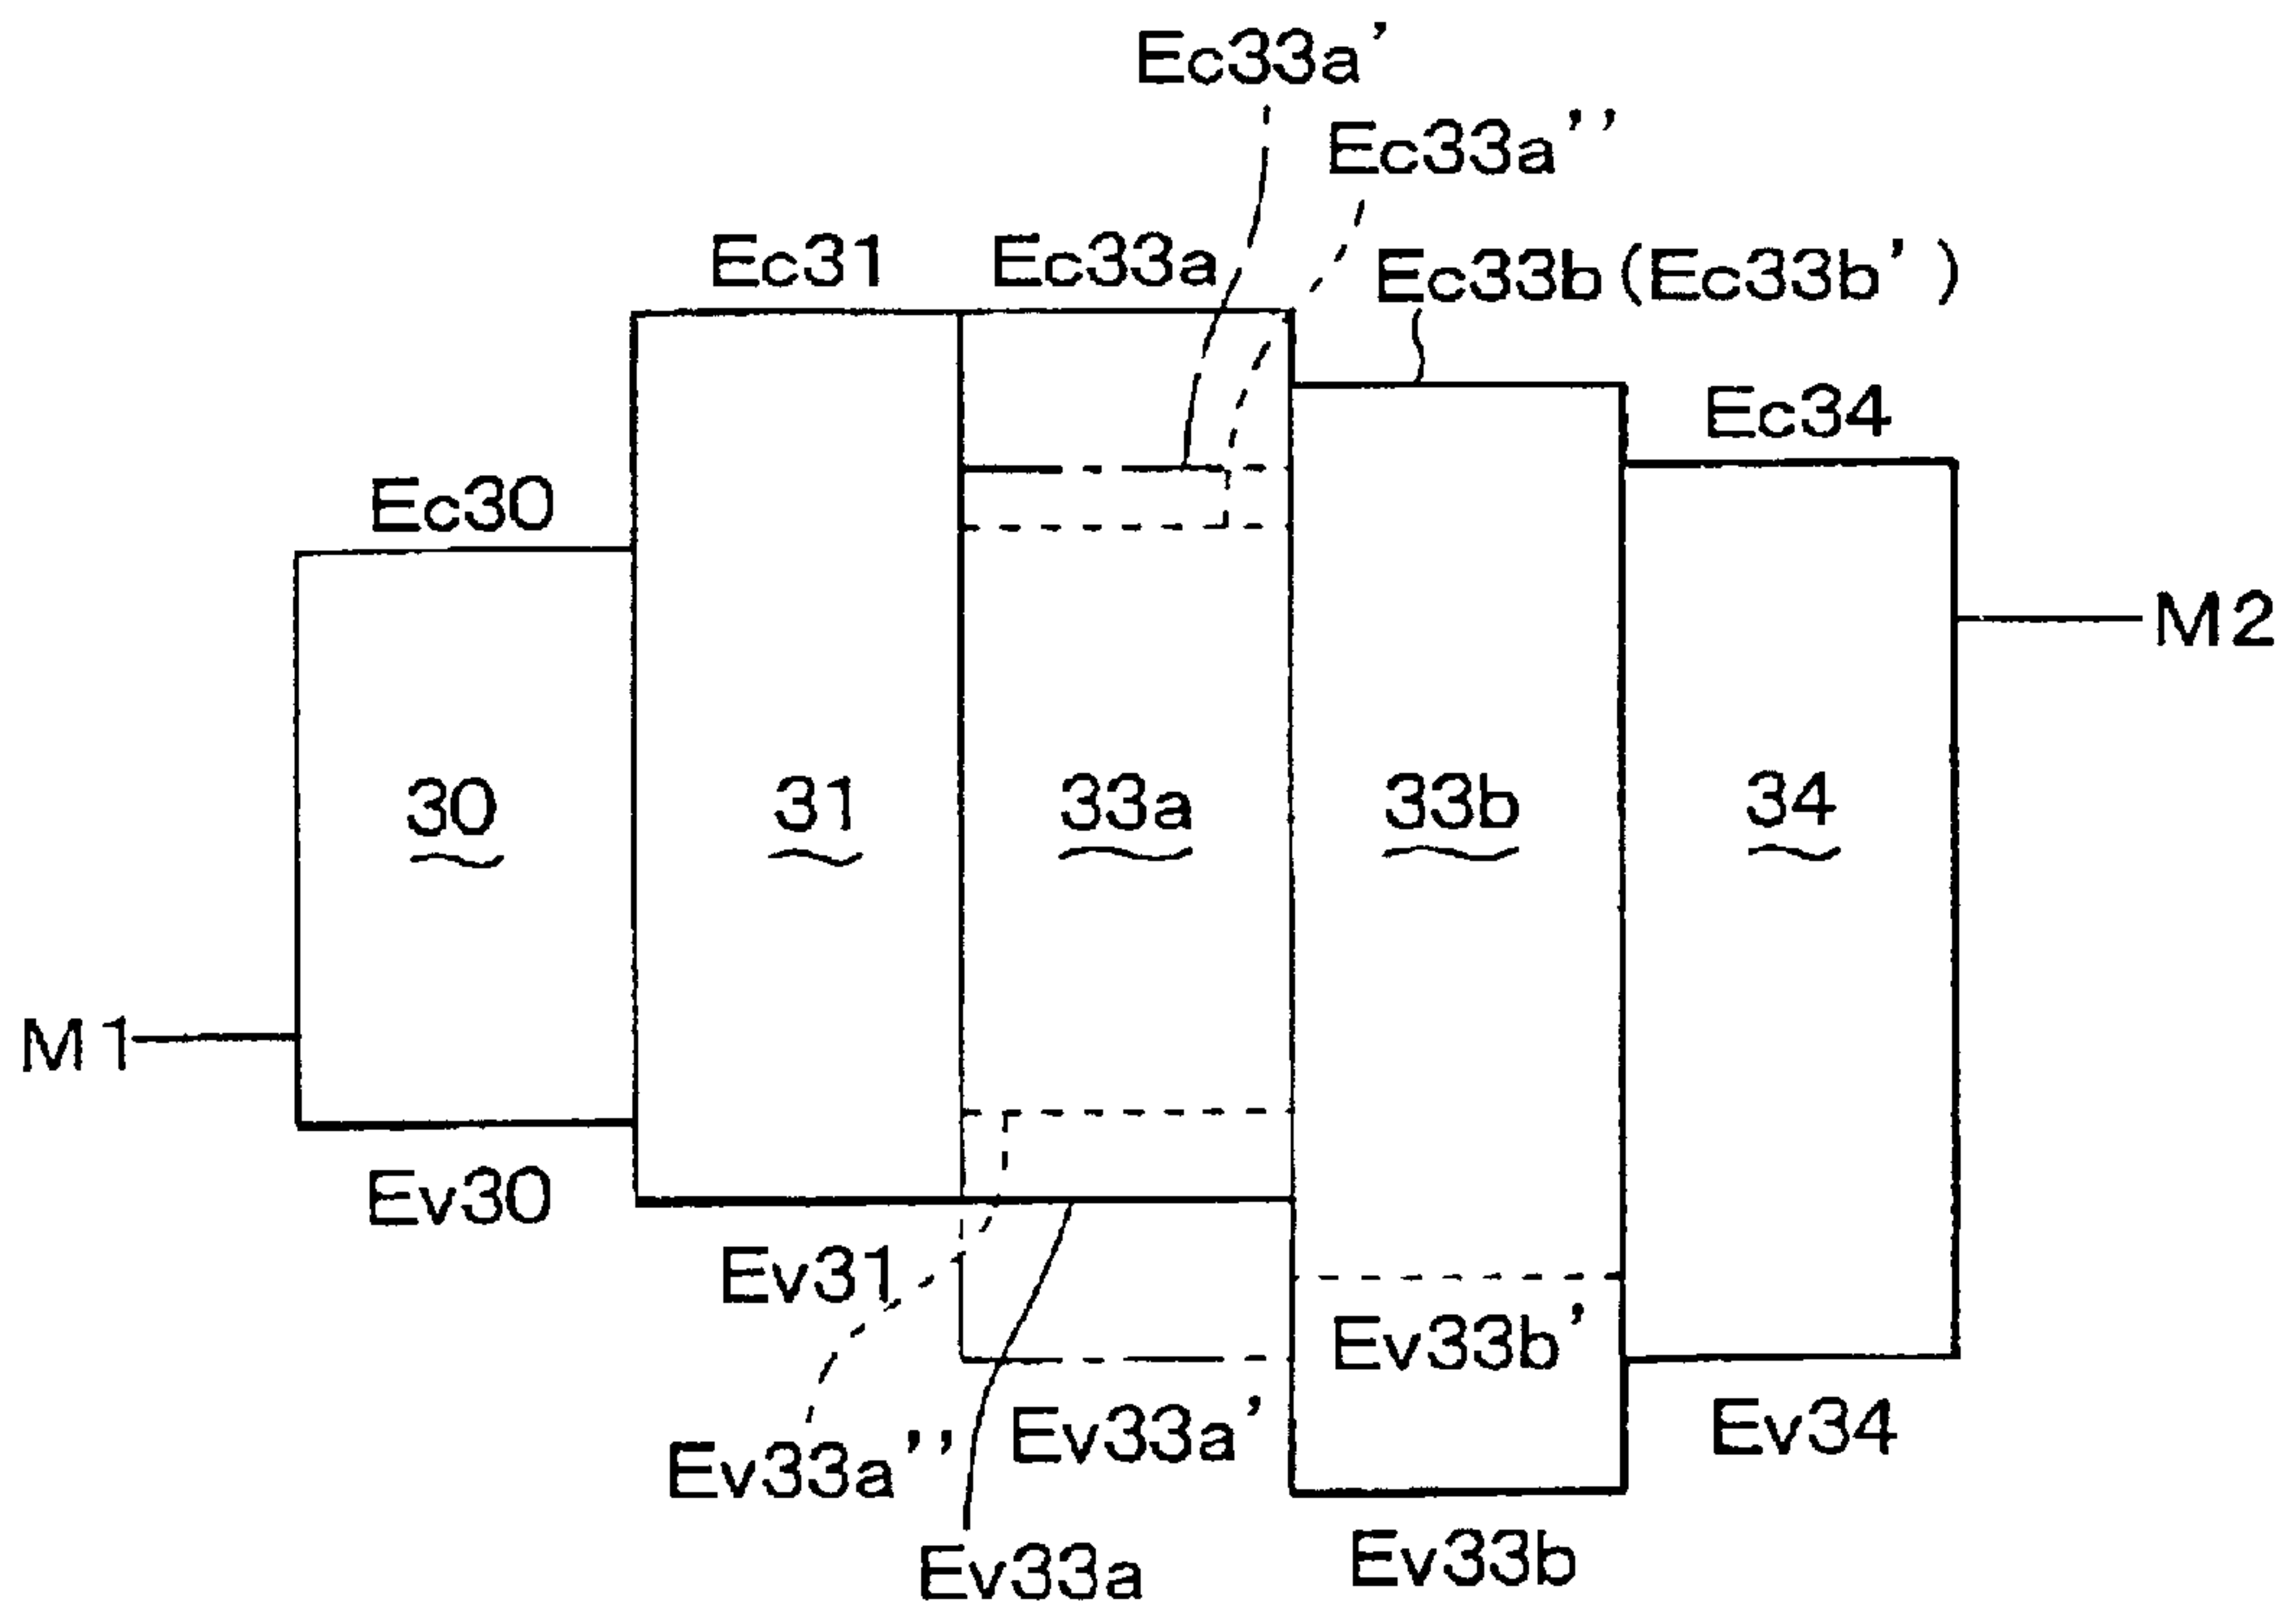 Ec33a'
Ec33a''
Ec31 Ec33a Ec33b(Ec33b')
Ec34
Ec30
M2
30 31 33a 33b 34
M1
Ev30
Ev31
Ev33b'
Ev33a'' Ev33a' Ev34
Ev33a Ev33b